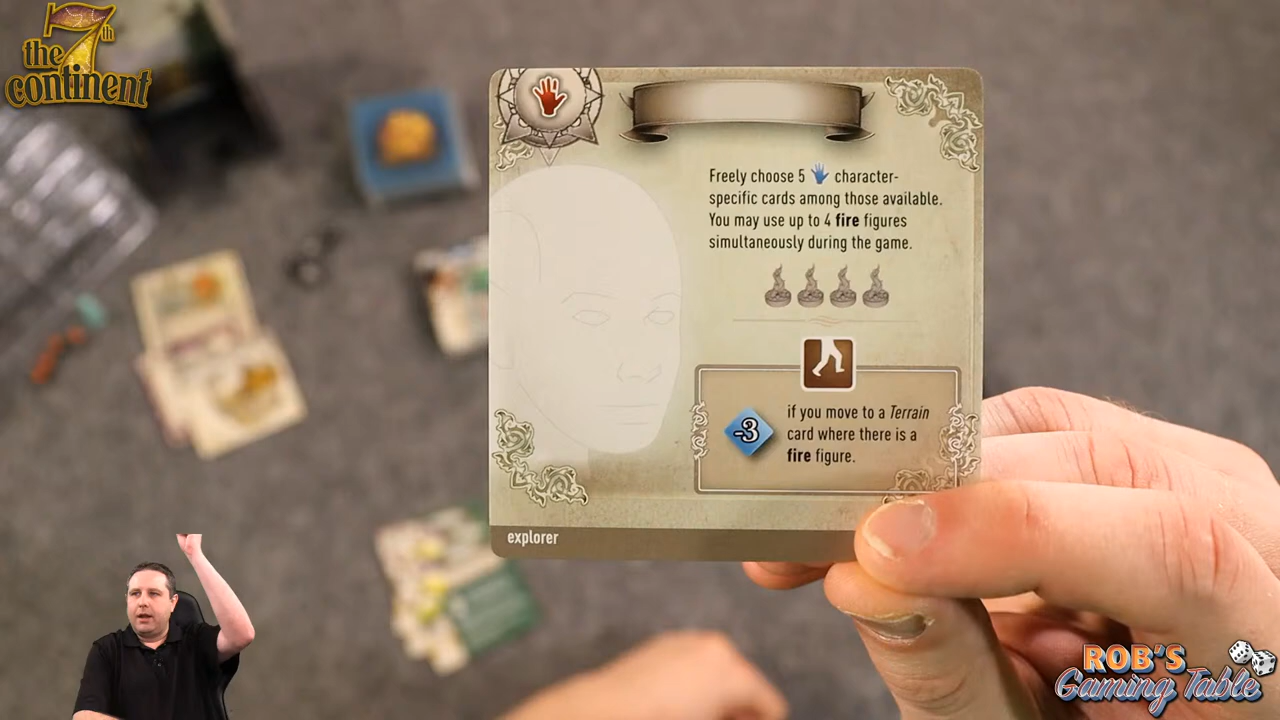 the 7th
continent
Freely choose 5 character-
specific cards among those available.
You may use up to 4 fire figures
simultaneously during the game.
-3
if you move to a Terrain
card where there is a
fire figure.
explorer
ROB'S
Gaming Table